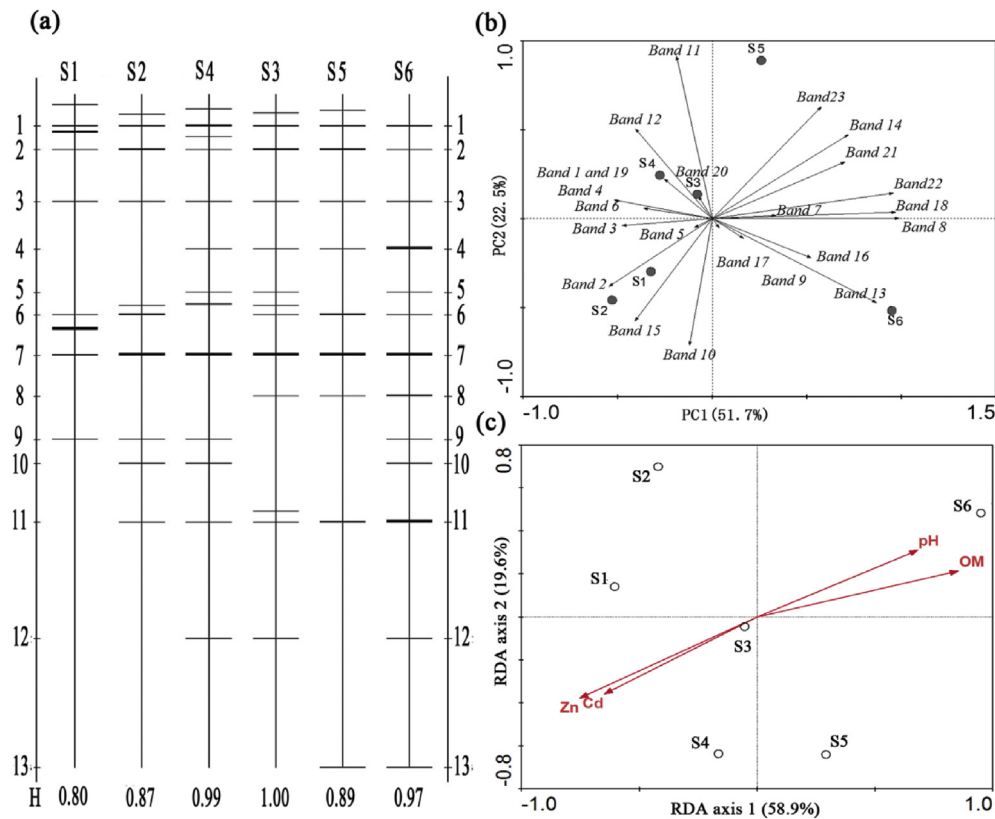 (a)
S1 S2 S4 S3 S5 S6
1 1
2 2
3 3
4 4
5 5
6 6
7 7
8 8
9 9
10 10
11 11
12 12
13 13
H 0.80 0.87 0.99 1.00 0.89 0.97
(b)
1.0
PC2(22.5%)
-1.0
Band 11
S5
Band23
Band 12
Band 14
S4
Band 20
Band 21
S3
Band 1 and 19
Band 4
Band22
Band 6
Band 7
Band 18
Band 3
Band 5
Band 8
Band 17
Band 16
S1
Band 2
Band 9
Band 13
S2
S6
Band 15
Band 10
-1.0
PC1(51.7%)
1.5
(c)
0.8
RDA axis 2 (19.6%)
-0.8
S2
S6
pH
OM
S1
S3
Zn
Cd
S4
S5
-1.0
RDA axis 1 (58.9%)
1.0